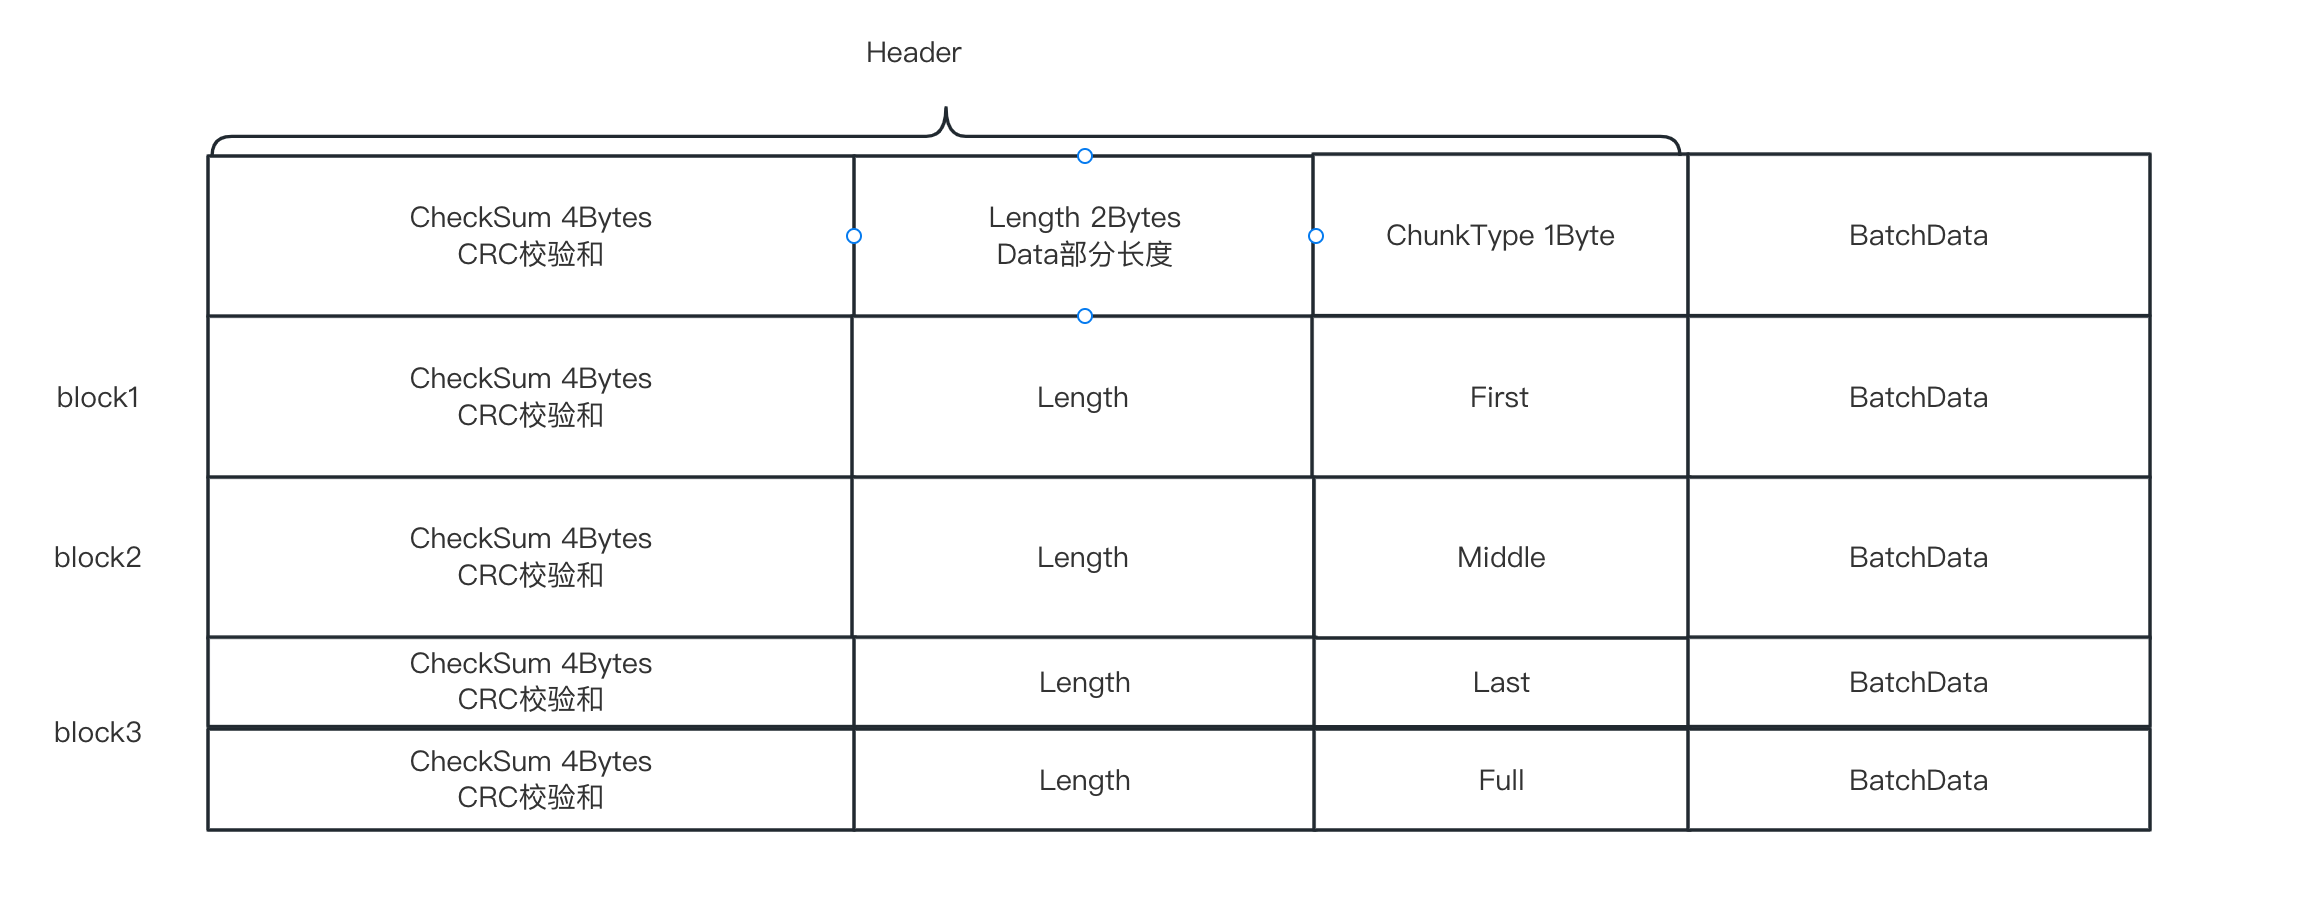 Header
CheckSum 4Bytes
CRC校验和
Length 2Bytes
Data部分长度
ChunkType 1Byte
BatchData
block1
CheckSum 4Bytes
CRC校验和
Length
First
BatchData
block2
CheckSum 4Bytes
CRC校验和
Length
Middle
BatchData
block3
CheckSum 4Bytes
CRC校验和
Length
Last
BatchData
CheckSum 4Bytes
CRC校验和
Length
Full
BatchData